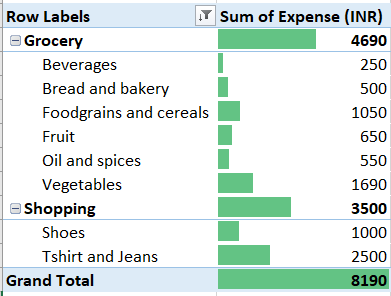 Row Labels Sum of Expense (INR)
Grocery 4690
Beverages 250
Bread and bakery 500
Foodgrains and cereals 1050
Fruit 650
Oil and spices 550
Vegetables 1690
Shopping 3500
Shoes 1000
Tshirt and Jeans 2500
Grand Total 8190